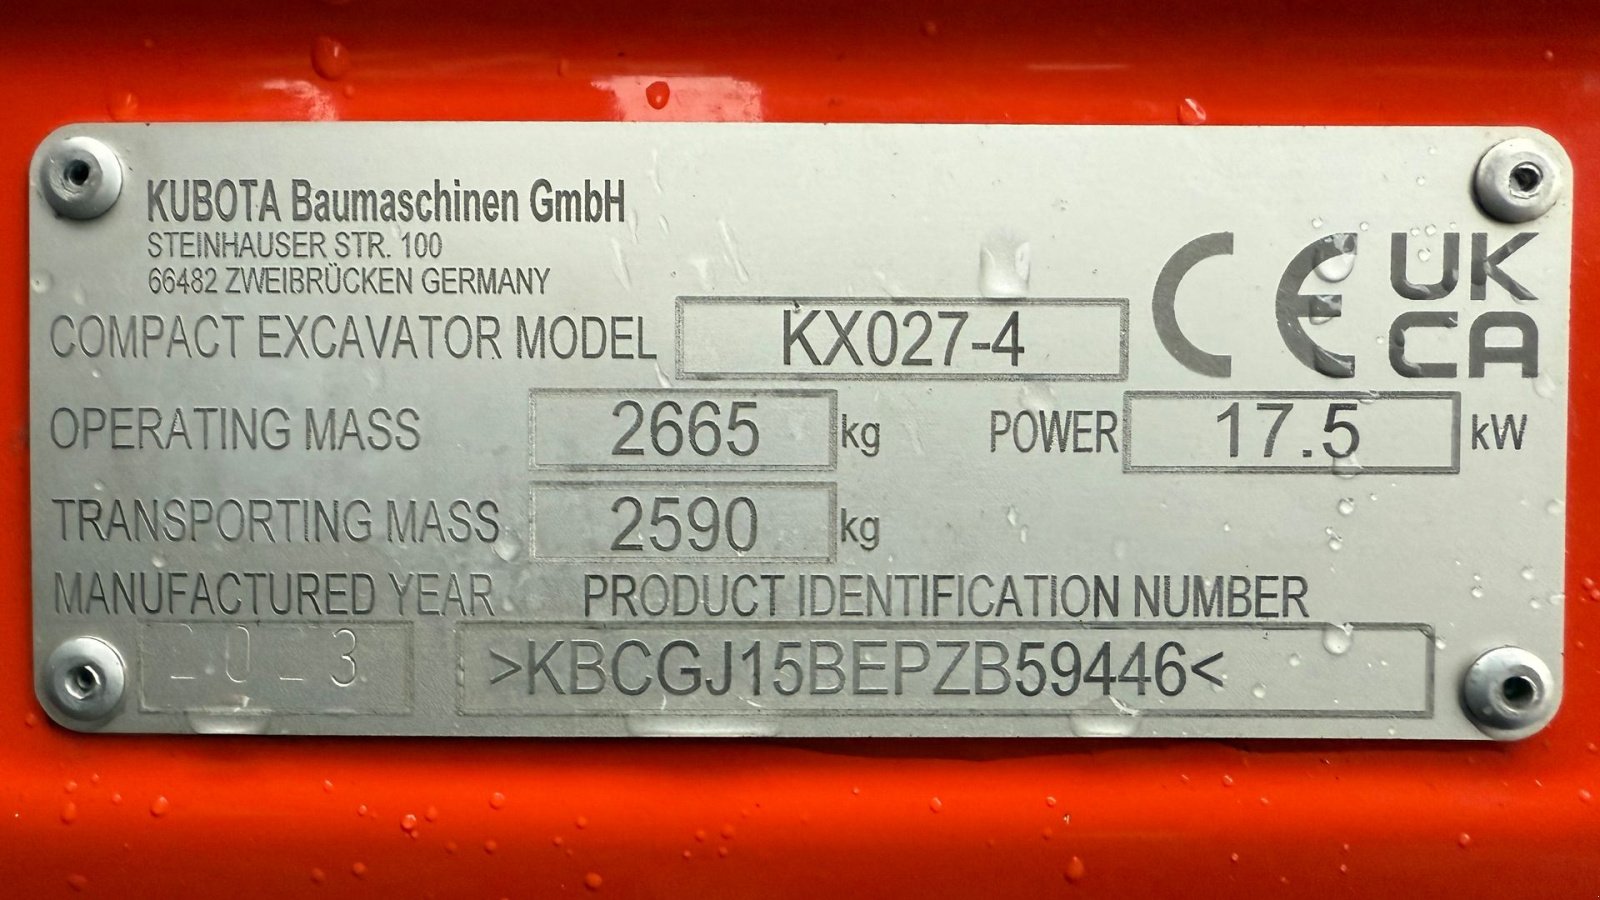 KUBOTA Baumaschinen GmbH
STEINHAUSER STR. 100
66482 ZWEIBRÜCKEN GERMANY
COMPACT EXCAVATOR MODEL KX027-4
CE UK CA
OPERATING MASS 2665 kg POWER 17.5 kW
TRANSPORTING MASS 2590 kg
MANUFACTURED YEAR PRODUCT IDENTIFICATION NUMBER
2023 >KBCGJ15BEPZB59446<